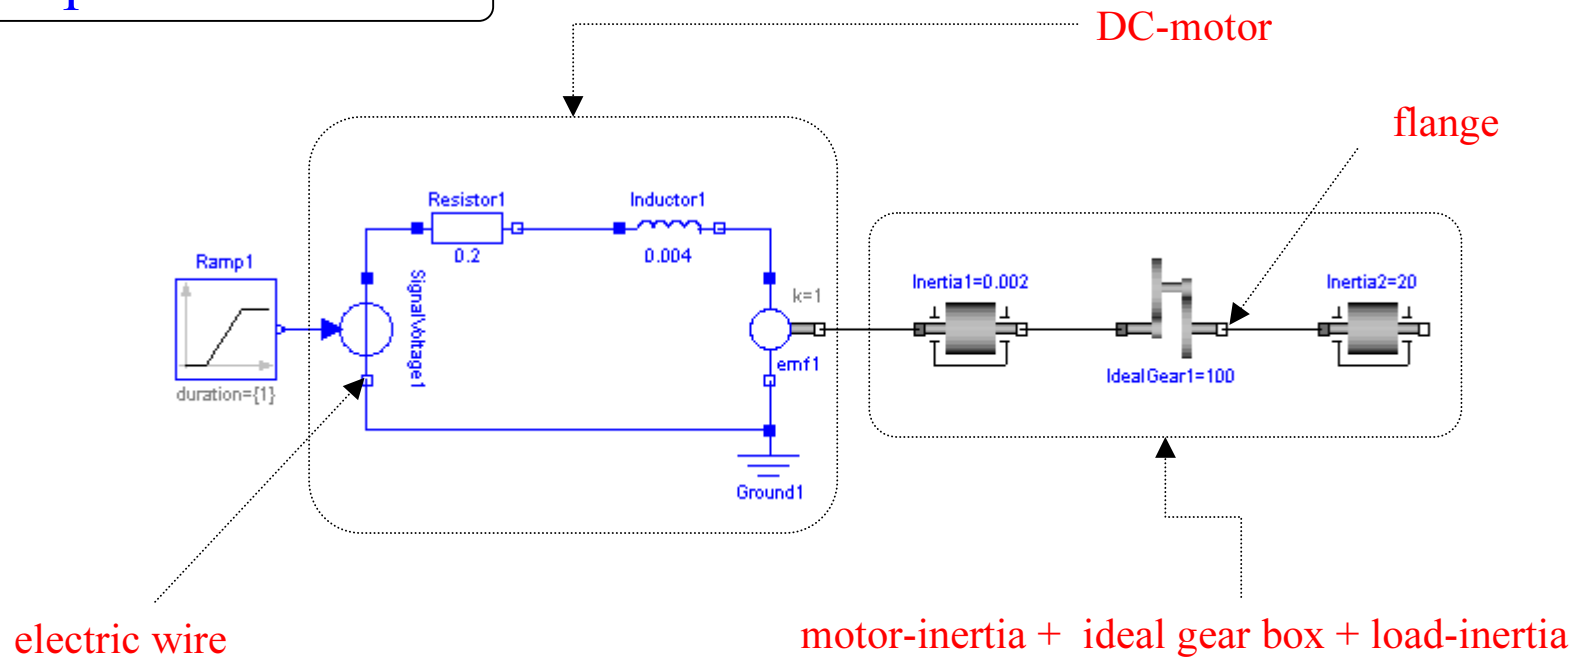 DC-motor
flange
Resistor1
Inductor1
0.2
0.004
Ramp1
SignalVoltage1
duration={1}
k=1
emf1
Ground1
Inertia1=0.002
IdealGear1=100
Inertia2=20
electric wire
motor-inertia + ideal gear box + load-inertia